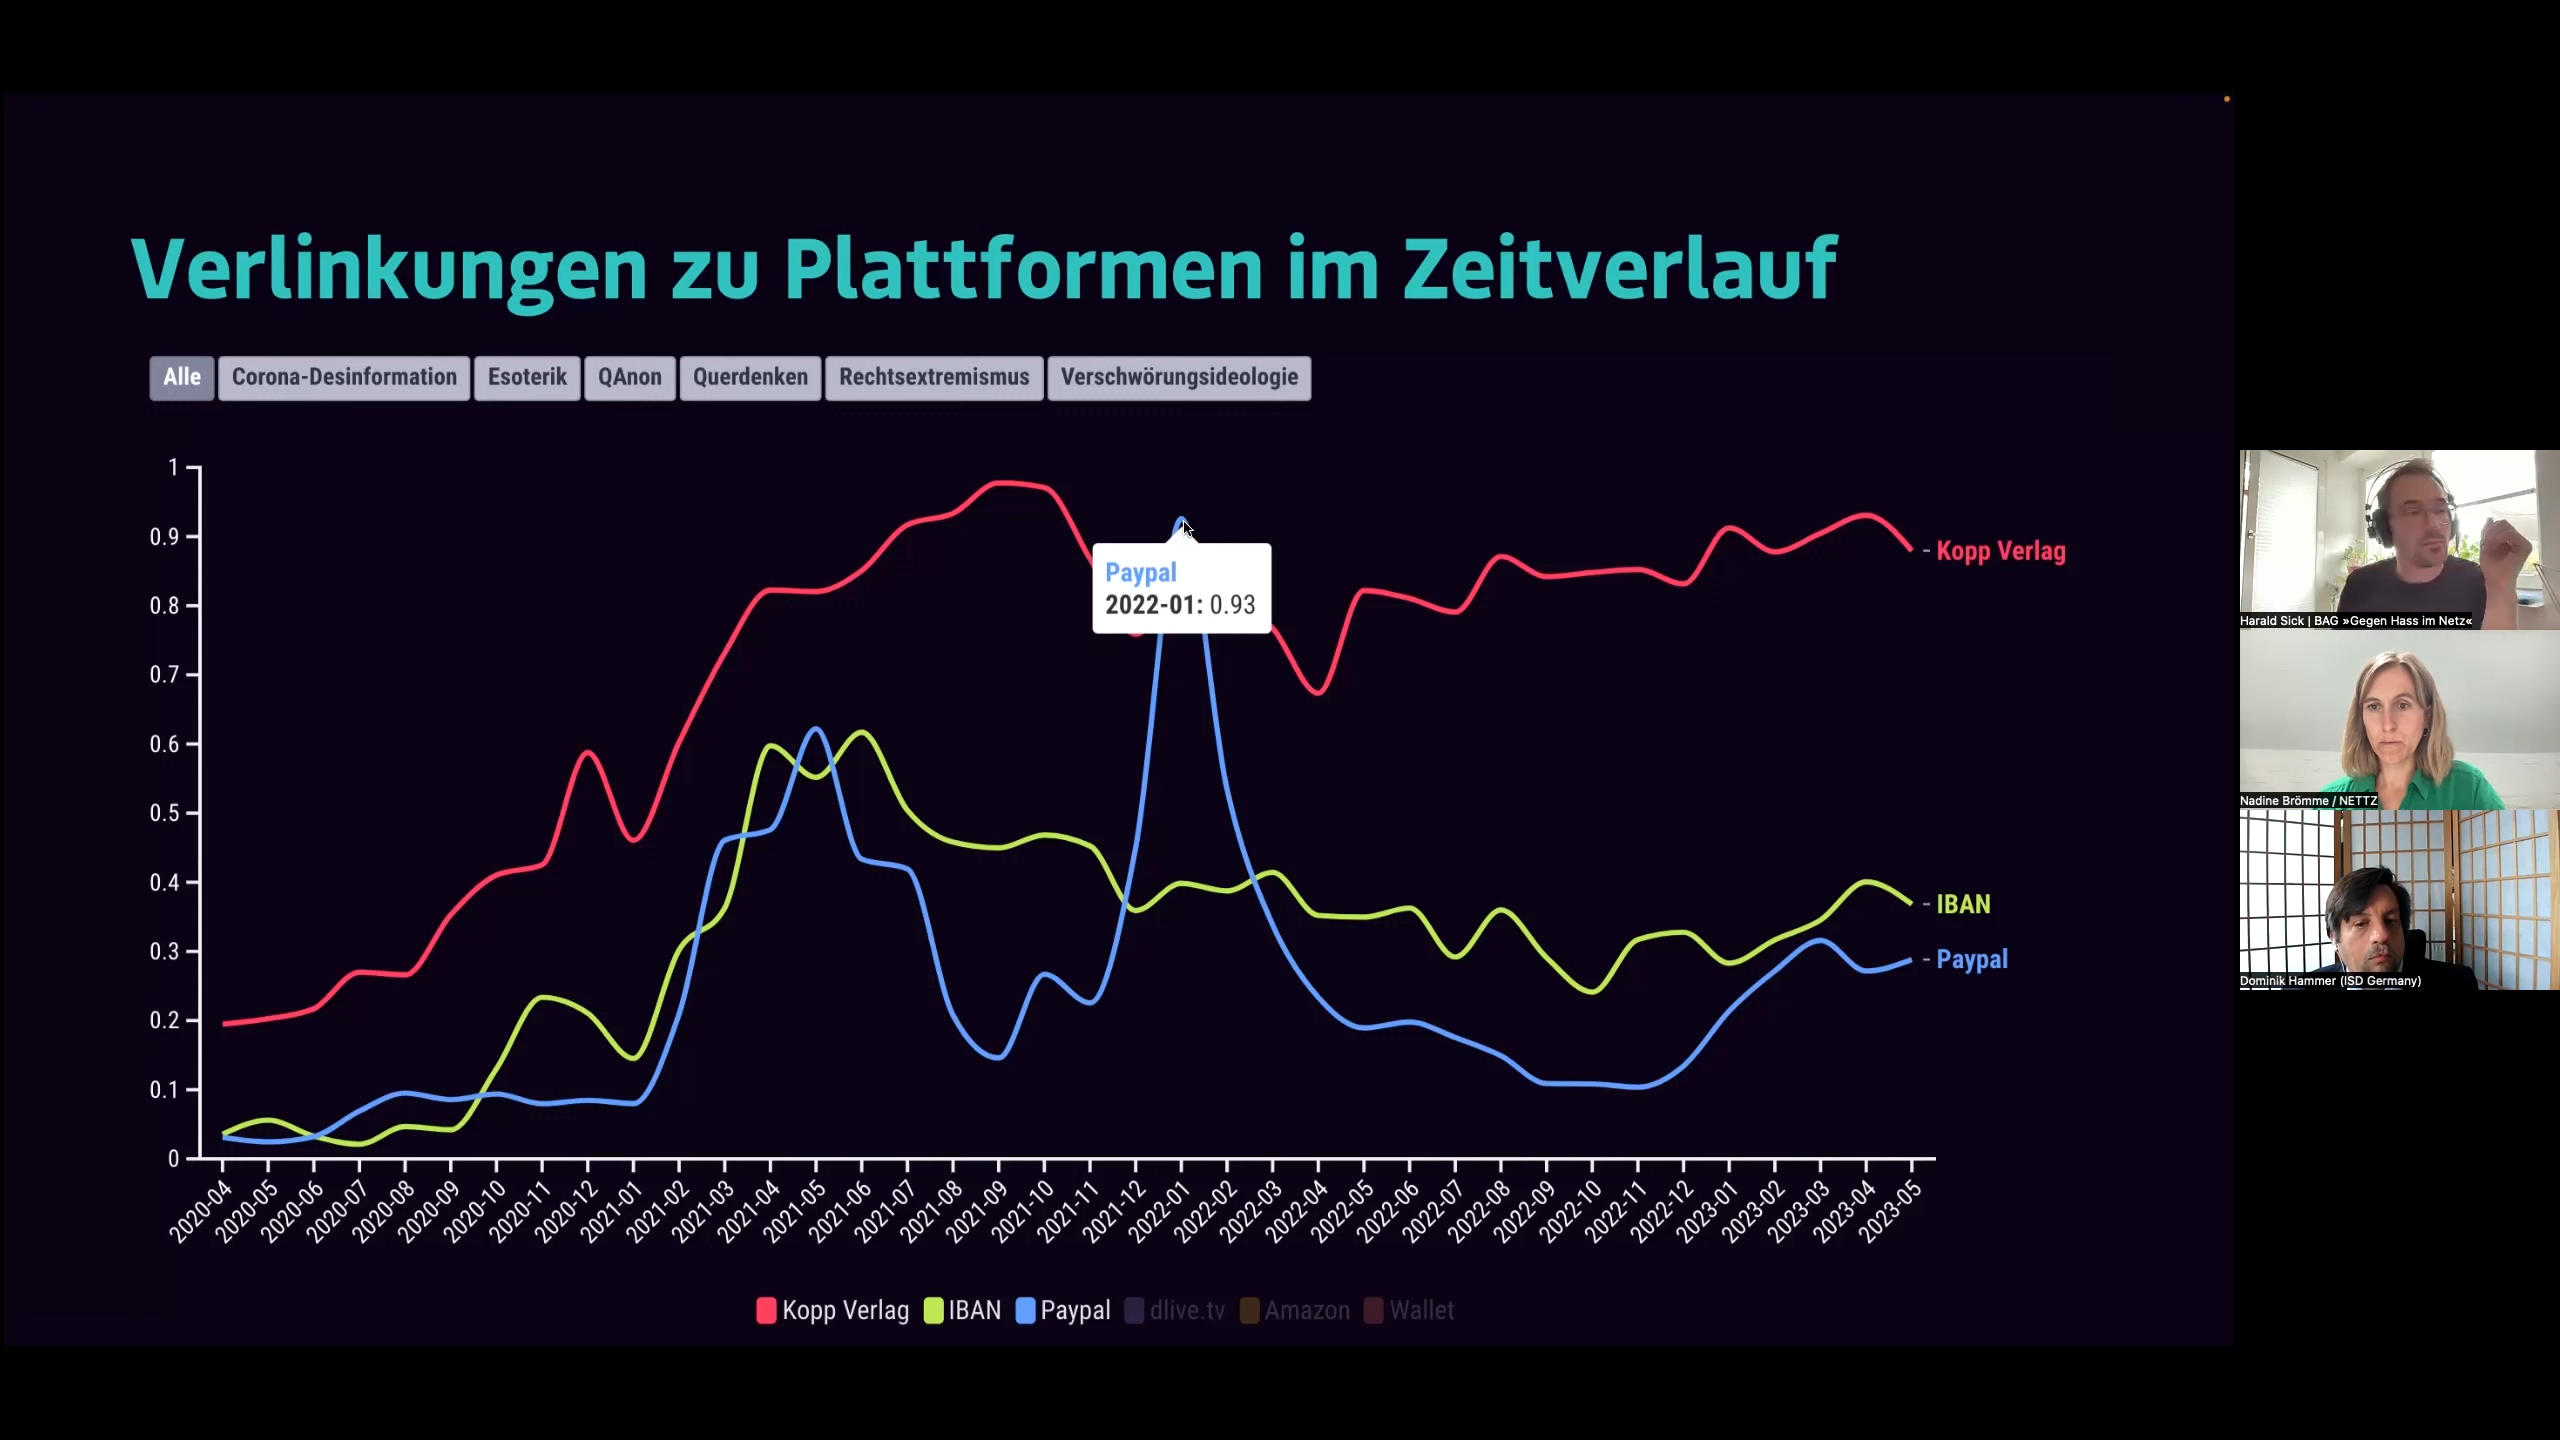 Verlinkungen zu Plattformen im Zeitverlauf
Alle
Corona-Desinformation
Esoterik
QAnon
Querdenken
Rechtsextremismus
Verschwörungsideologie
1
0.9
0.8
0.7
0.6
0.5
0.4
0.3
0.2
0.1
0
Paypal
2022-01: 0.93
- Kopp Verlag
- IBAN
- Paypal
2020-04
2020-05
2020-06
2020-07
2020-08
2020-09
2020-10
2020-11
2020-12
2021-01
2021-02
2021-03
2021-04
2021-05
2021-06
2021-07
2021-08
2021-09
2021-10
2021-11
2021-12
2022-01
2022-02
2022-03
2022-04
2022-05
2022-06
2022-07
2022-08
2022-09
2022-10
2022-11
2022-12
2023-01
2023-02
2023-03
2023-04
2023-05
Kopp Verlag
IBAN
Paypal
dlive.tv
Amazon
Wallet
Harald Sick | BAG »Gegen Hass im Netz«
Nadine Brömme / NETTZ
Dominik Hammer (ISD Germany)